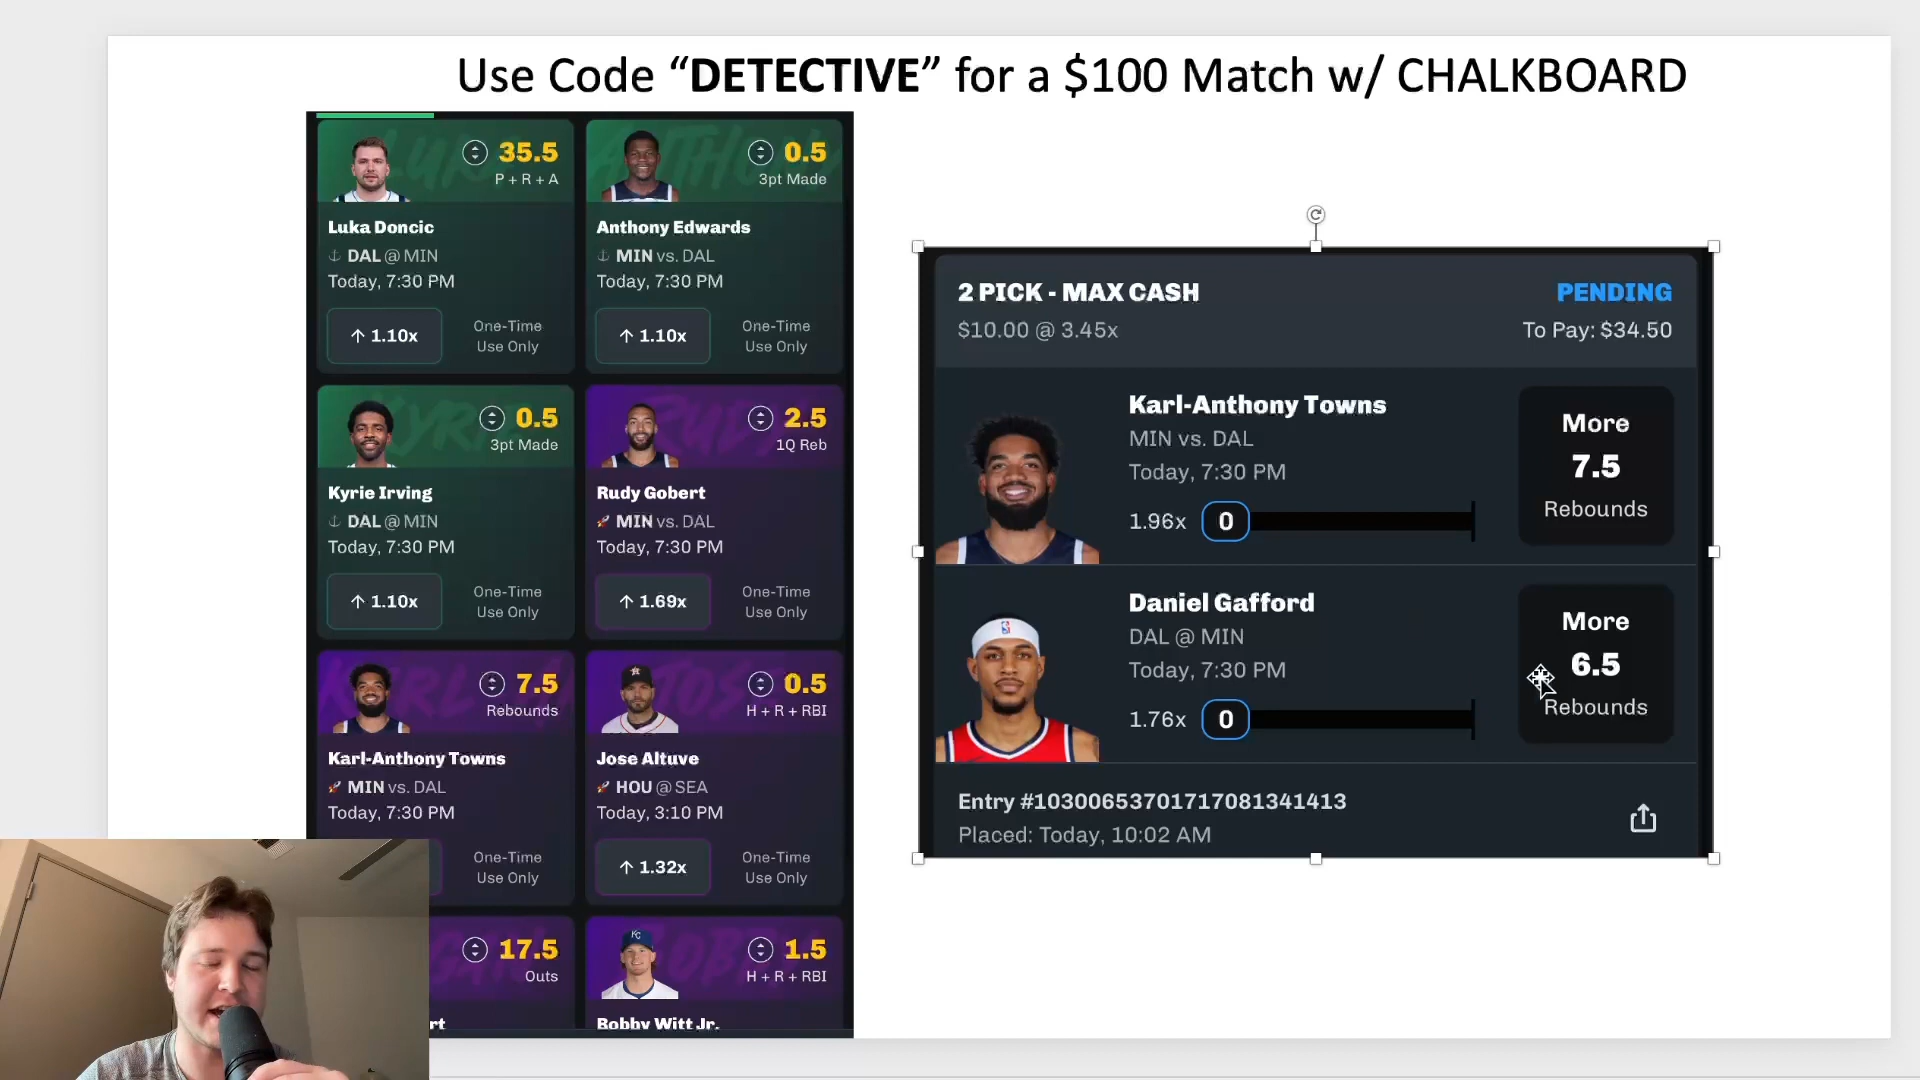 Use Code “DETECTIVE” for a $100 Match w/ CHALKBOARD
35.5
P + R + A
Luka Doncic
DAL @ MIN
Today, 7:30 PM
↑ 1.10x
One-Time
Use Only
0.5
3pt Made
Anthony Edwards
MIN vs. DAL
Today, 7:30 PM
↑ 1.10x
One-Time
Use Only
0.5
3pt Made
Kyrie Irving
DAL @ MIN
Today, 7:30 PM
↑ 1.10x
One-Time
Use Only
2.5
1Q Reb
Rudy Gobert
MIN vs. DAL
Today, 7:30 PM
↑ 1.69x
One-Time
Use Only
7.5
Rebounds
Karl-Anthony Towns
MIN vs. DAL
Today, 7:30 PM
One-Time
Use Only
0.5
H + R + RBI
Jose Altuve
HOU @ SEA
Today, 3:10 PM
↑ 1.32x
One-Time
Use Only
17.5
Outs
rt
1.5
H + R + RBI
Bobby Witt Jr.
2 PICK - MAX CASH
PENDING
$10.00 @ 3.45x
To Pay: $34.50
Karl-Anthony Towns
MIN vs. DAL
Today, 7:30 PM
1.96x
0
More
7.5
Rebounds
Daniel Gafford
DAL @ MIN
Today, 7:30 PM
1.76x
0
More
6.5
Rebounds
Entry #10300653701717081341413
Placed: Today, 10:02 AM